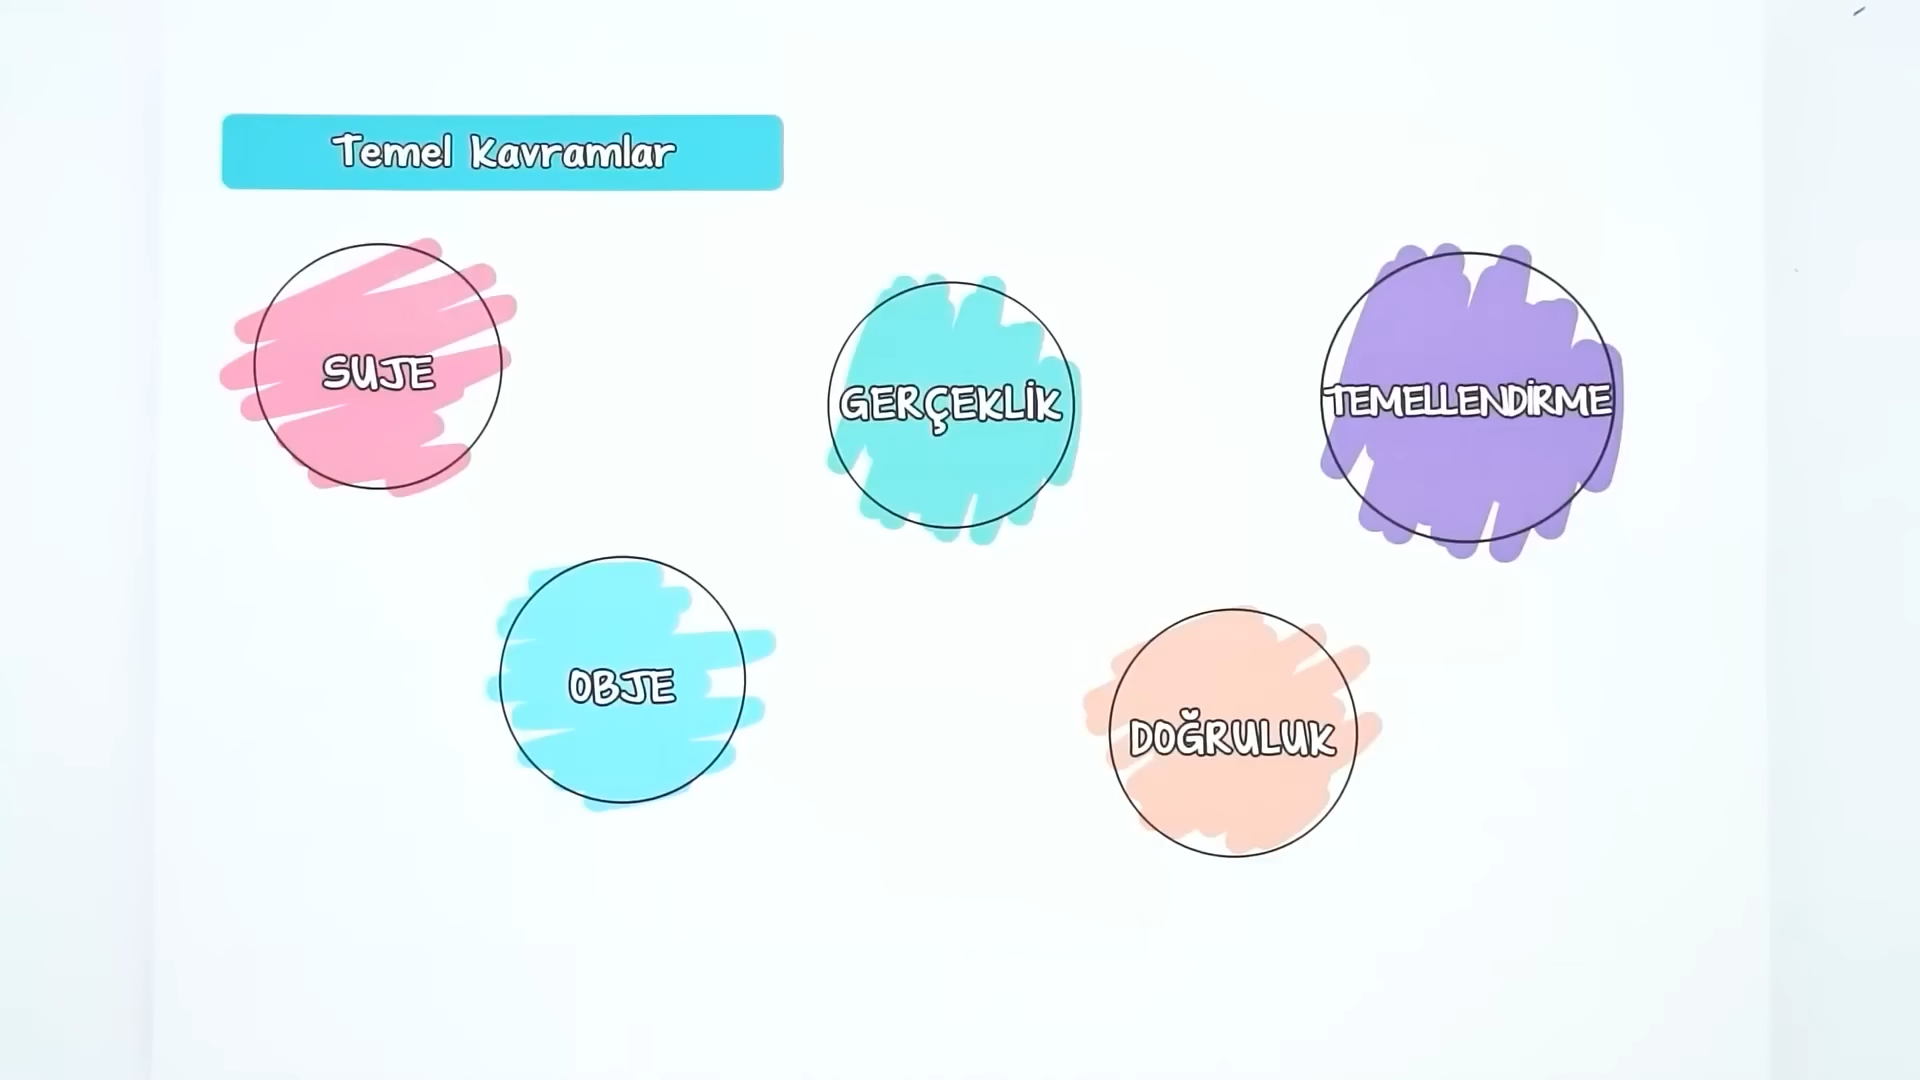 Temel Kavramlar
SUJE
GERÇEKLİK
TEMELLENDİRME
OBJE
DOĞRULUK